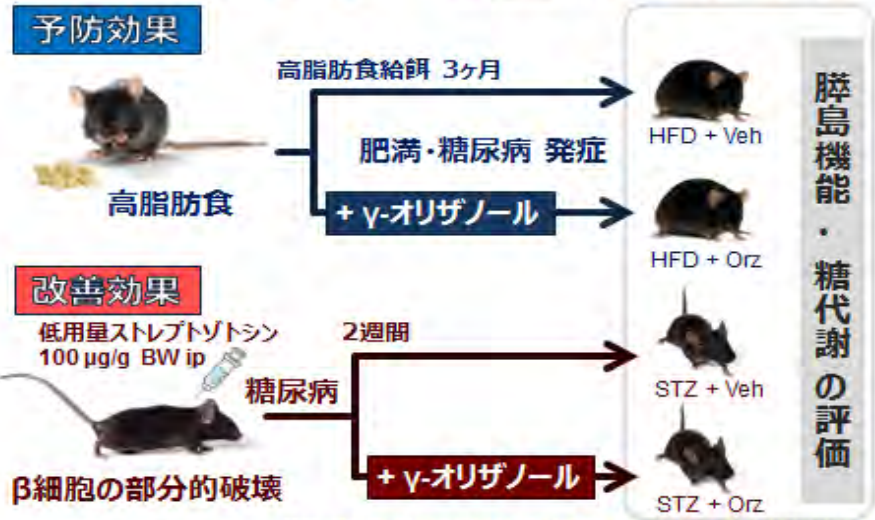 予防効果
高脂肪食給餌 3ヶ月
HFD + Veh
肥満・糖尿病 発症
高脂肪食
+ γ-オリザノール
HFD + Orz
改善効果
低用量ストレプトゾトシン
100 μg/g BW ip
2週間
糖尿病
STZ + Veh
β細胞の部分的破壊
+ γ-オリザノール
STZ + Orz
膵島機能・糖代謝の評価